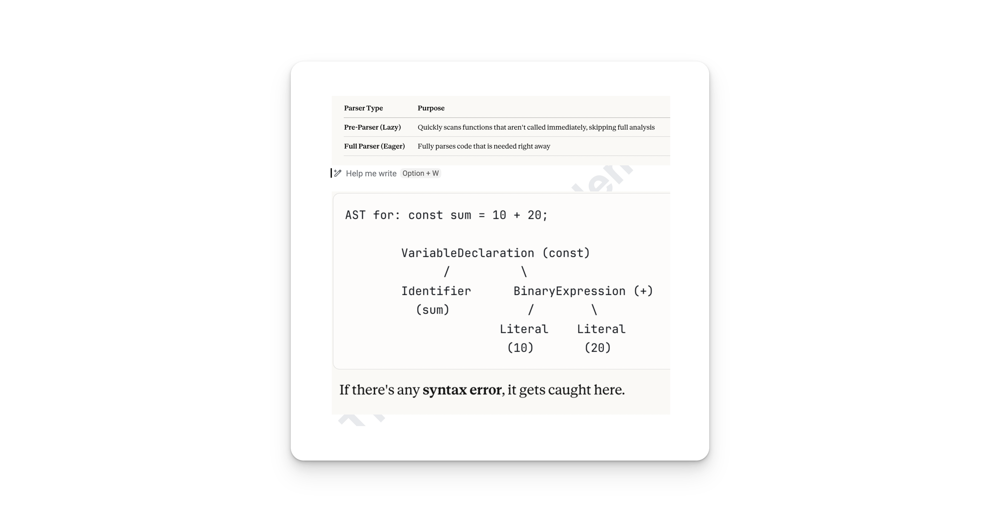 Parser Type Purpose
Pre-Parser (Lazy) Quickly scans functions that aren't called immediately, skipping full analysis
Full Parser (Eager) Fully parses code that is needed right away
Help me write Option + W
AST for: const sum = 10 + 20;
VariableDeclaration (const)
/ \
Identifier BinaryExpression (+)
(sum) / \
Literal Literal
(10) (20)
If there's any syntax error, it gets caught here.